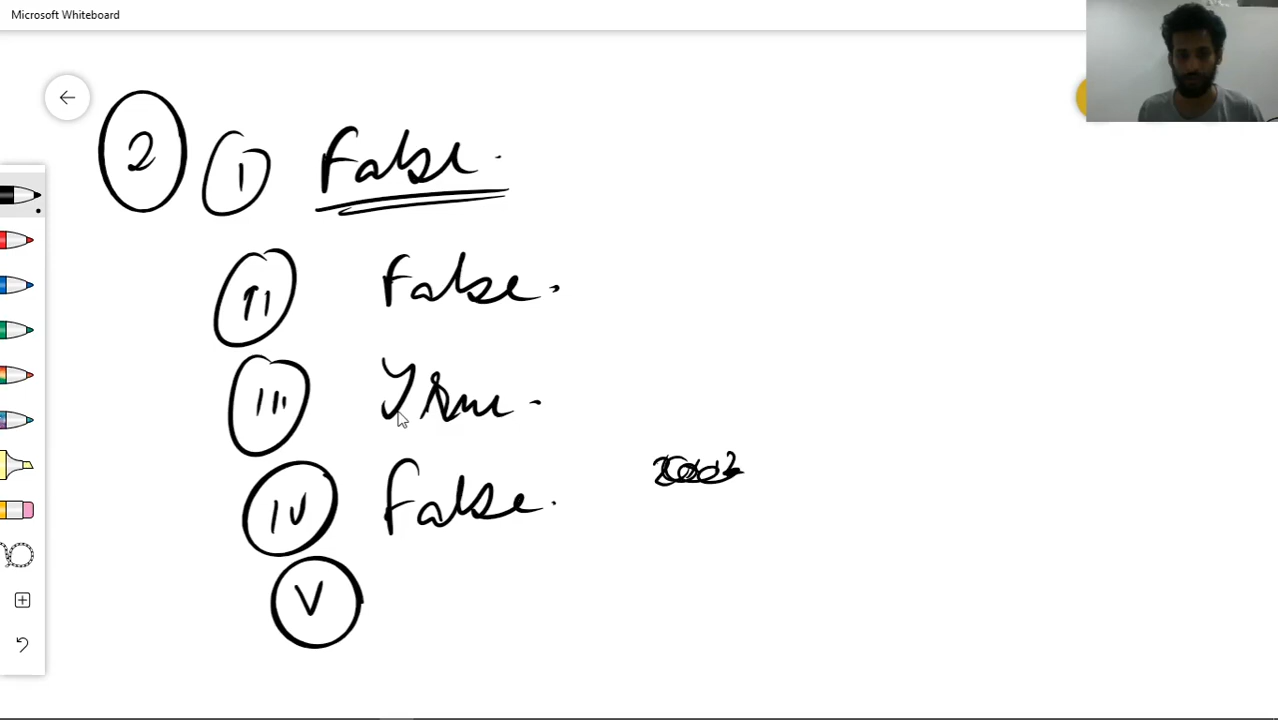 Microsoft Whiteboard
2 I False.
II False.
III True.
IV False.
V